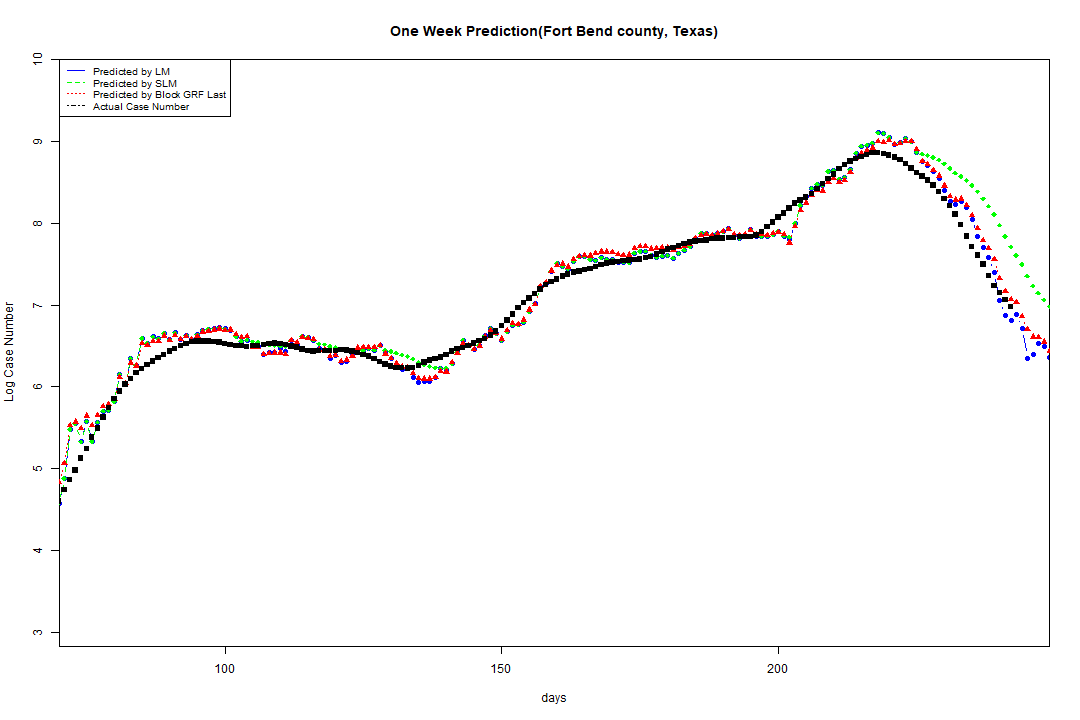 One Week Prediction(Fort Bend county, Texas)
Predicted by LM
Predicted by SLM
Predicted by Block GRF Last
Actual Case Number
Log Case Number
10
9
8
7
6
5
4
3
100 150 200
days